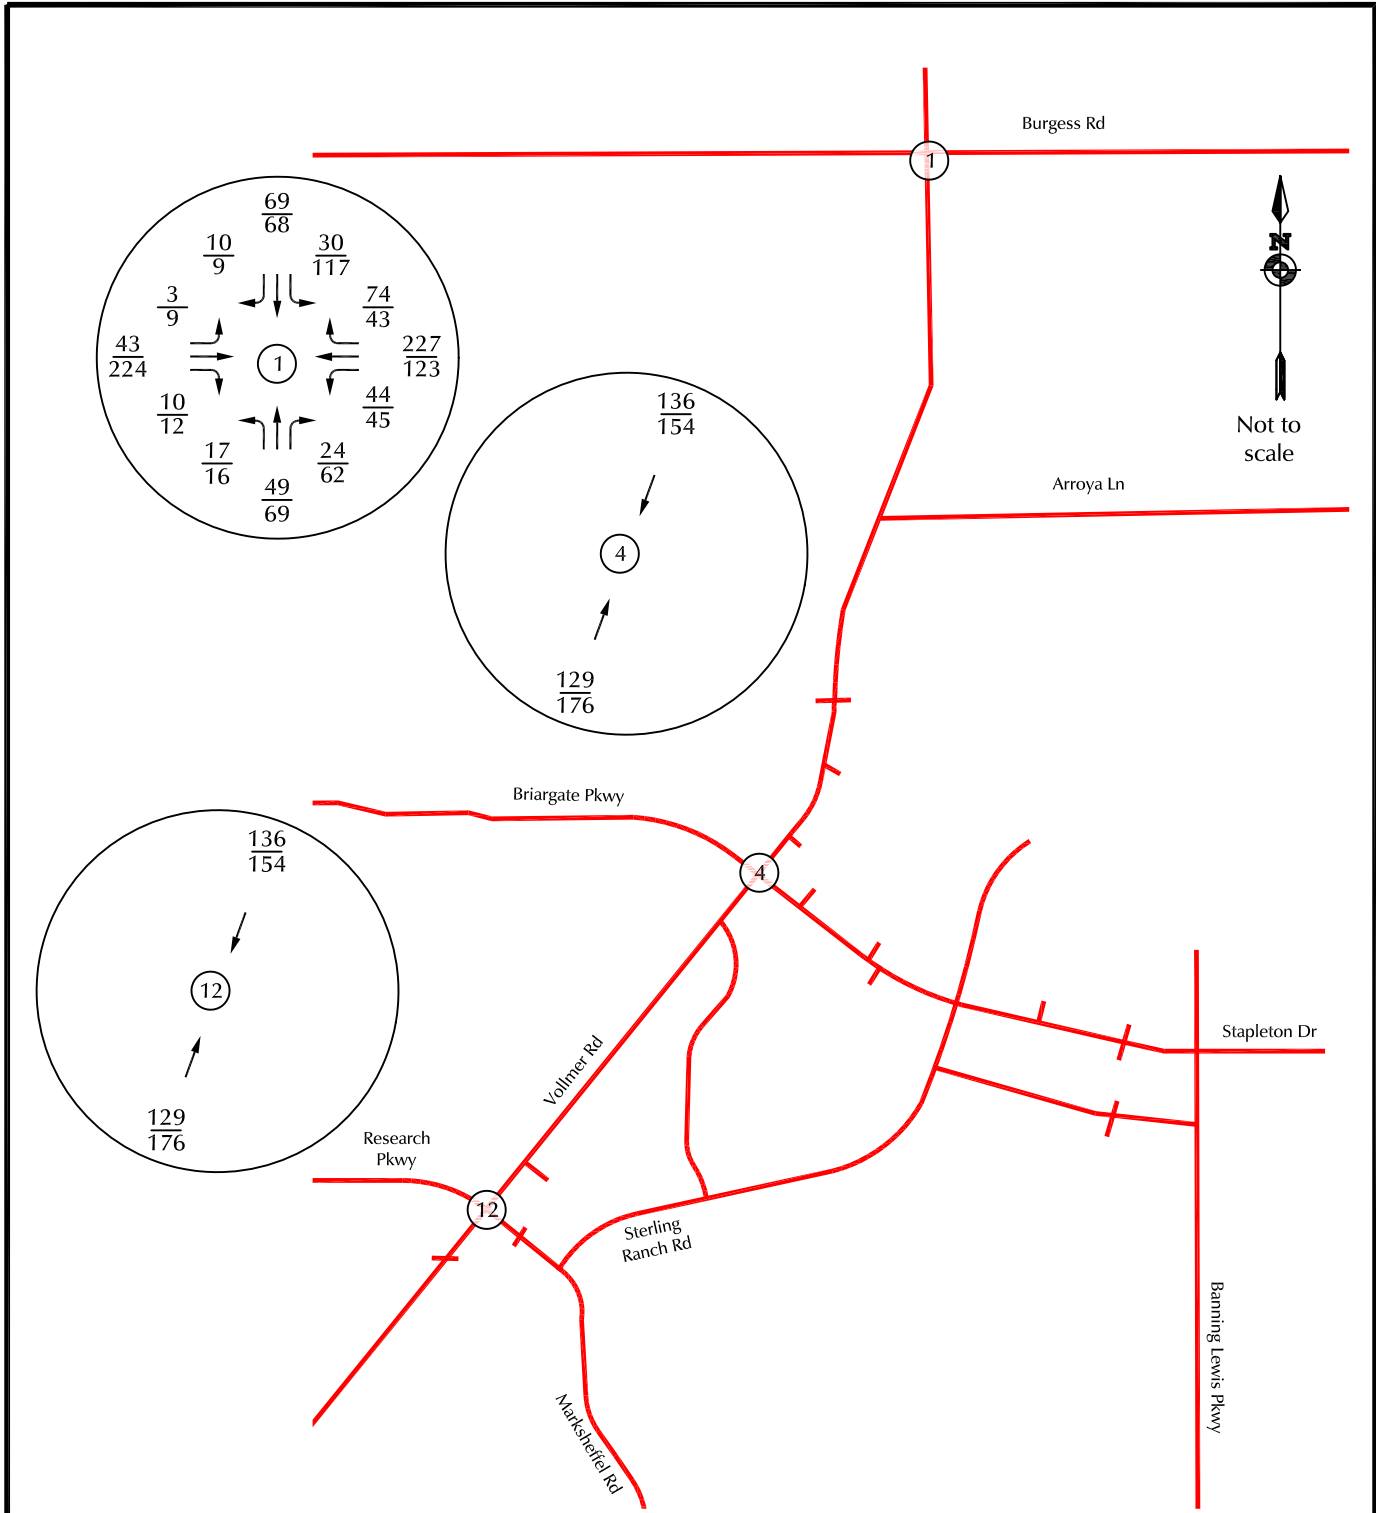 Burgess Rd
1
N
Not to
scale
69
68
10
9
30
117
3
9
74
43
43
224
1
227
123
10
12
44
45
17
16
24
62
49
69
136
154
4
129
176
Arroya Ln
Briargate Pkwy
4
136
154
12
129
176
Stapleton Dr
Vollmer Rd
Research
Pkwy
12
Sterling
Ranch Rd
Banning Lewis Pkwy
Marksheffel Rd